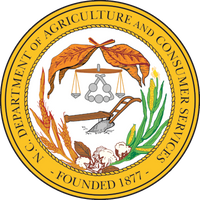 N.C. DEPARTMENT OF AGRICULTURE AND CONSUMER SERVICES
- FOUNDED 1877 -